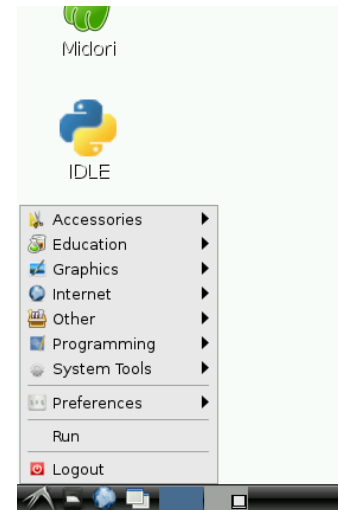 Midori
IDLE
Accessories
Education
Graphics
Internet
Other
Programming
System Tools
Preferences
Run
Logout